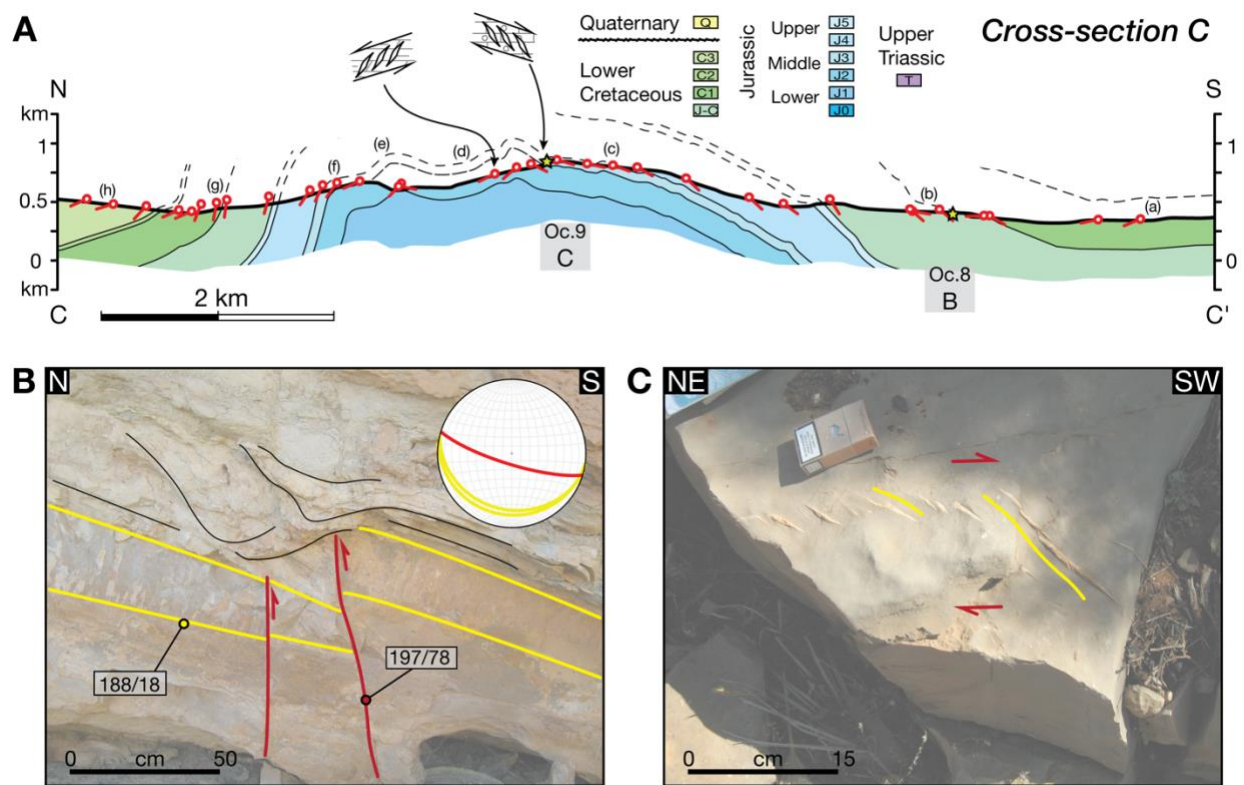 A
Cross-section C
Quaternary Q
Lower
Cretaceous
C3
C2
C1
J-C
Jurassic
Upper
Middle
Lower
J5
J4
J3
J2
J1
J0
Upper
Triassic
T
N
S
km
1
0.5
0
km
1
0
(h)
(g)
(f)
(e)
(d)
(c)
(b)
(a)
Oc.9
C
Oc.8
B
2 km
C
C'
B
N
S
188/18
197/78
0 cm 50
C
NE
SW
0 cm 15